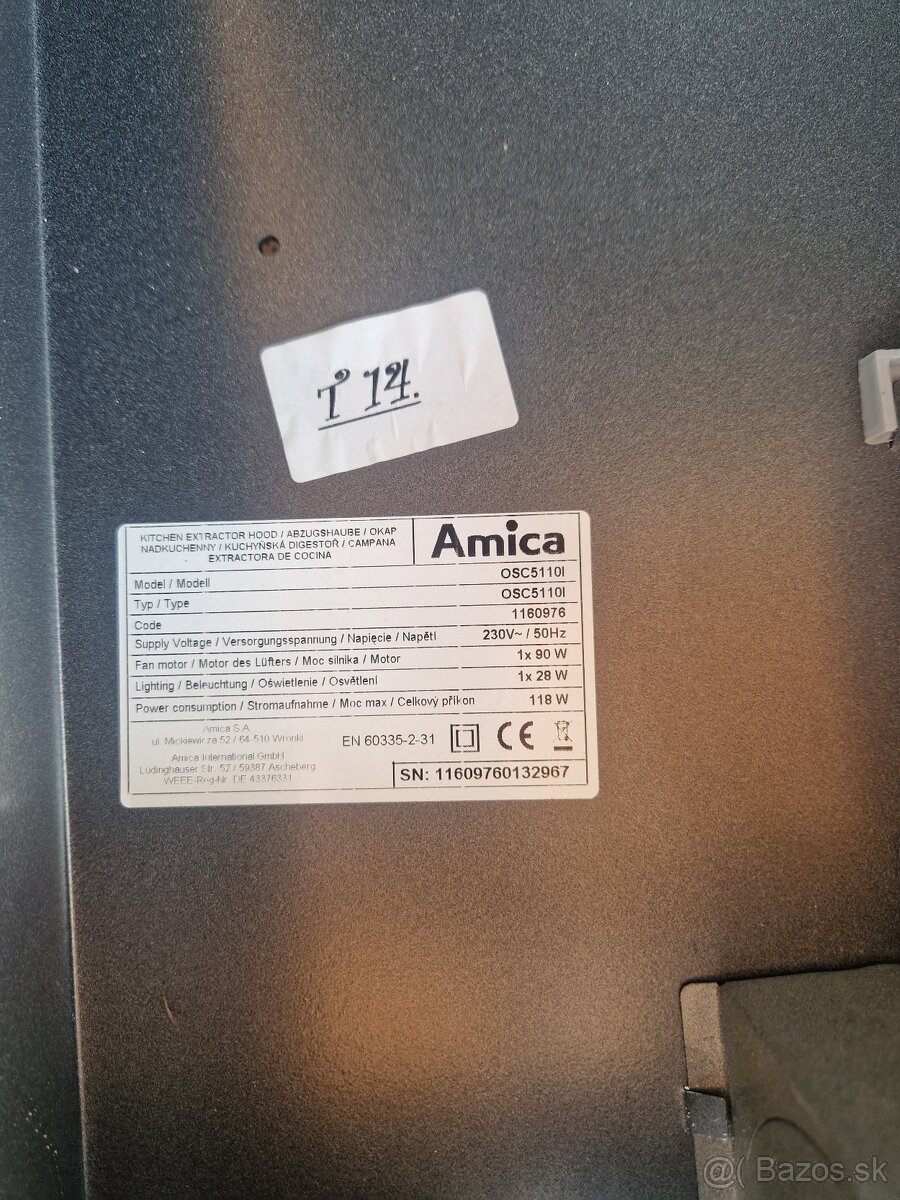 T 14.
KITCHEN EXTRACTOR HOOD / ABZUGSHAUBE / OKAP
NADKUCHENNY / KUCHYŇSKÁ DIGESTOŘ / CAMPANA
EXTRACTORA DE COCINA
Amica
Model / Modell OSC5110I
Typ / Type OSC5110I
Code 1160976
Supply Voltage / Versorgungsspannung / Napięcie / Napětí 230V~ / 50Hz
Fan motor / Motor des Lüfters / Moc silnika / Motor 1x 90 W
Lighting / Beleuchtung / Oświetlenie / Osvětlení 1x 28 W
Power consumption / Stromaufnahme / Moc max / Celkový příkon 118 W
Amica S.A.
ul. Mickiewicza 52 / 64-510 Wronki
Amica International GmbH
Lüdinghauser Str. 52 / 59387 Ascheberg
WEEE-Reg-Nr. DE 43376331
EN 60335-2-31 CE
SN: 11609760132967
@( Bazos.sk